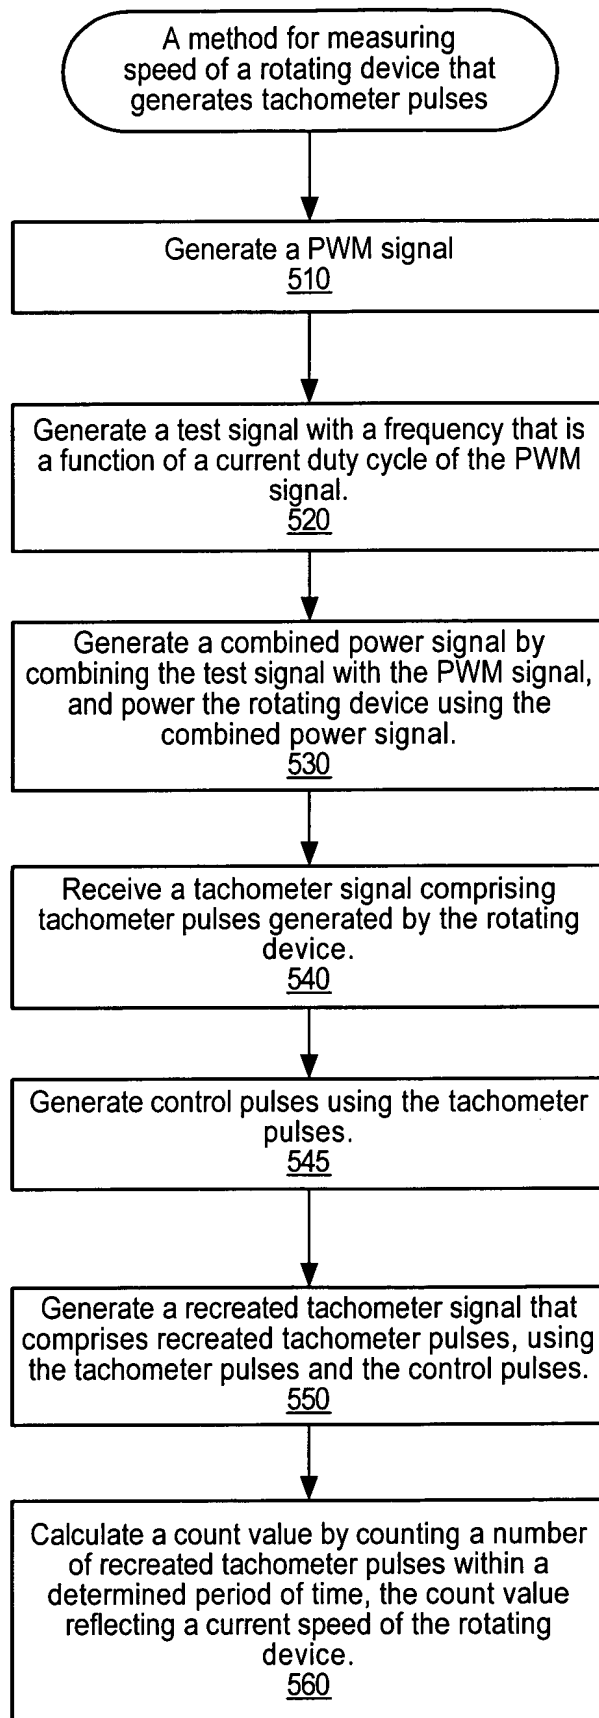 A method for measuring
speed of a rotating device that
generates tachometer pulses
Generate a PWM signal
510
Generate a test signal with a frequency that is
a function of a current duty cycle of the PWM
signal.
520
Generate a combined power signal by
combining the test signal with the PWM signal,
and power the rotating device using the
combined power signal.
530
Receive a tachometer signal comprising
tachometer pulses generated by the rotating
device.
540
Generate control pulses using the tachometer
pulses.
545
Generate a recreated tachometer signal that
comprises recreated tachometer pulses, using
the tachometer pulses and the control pulses.
550
Calculate a count value by counting a number
of recreated tachometer pulses within a
determined period of time, the count value
reflecting a current speed of the rotating
device.
560